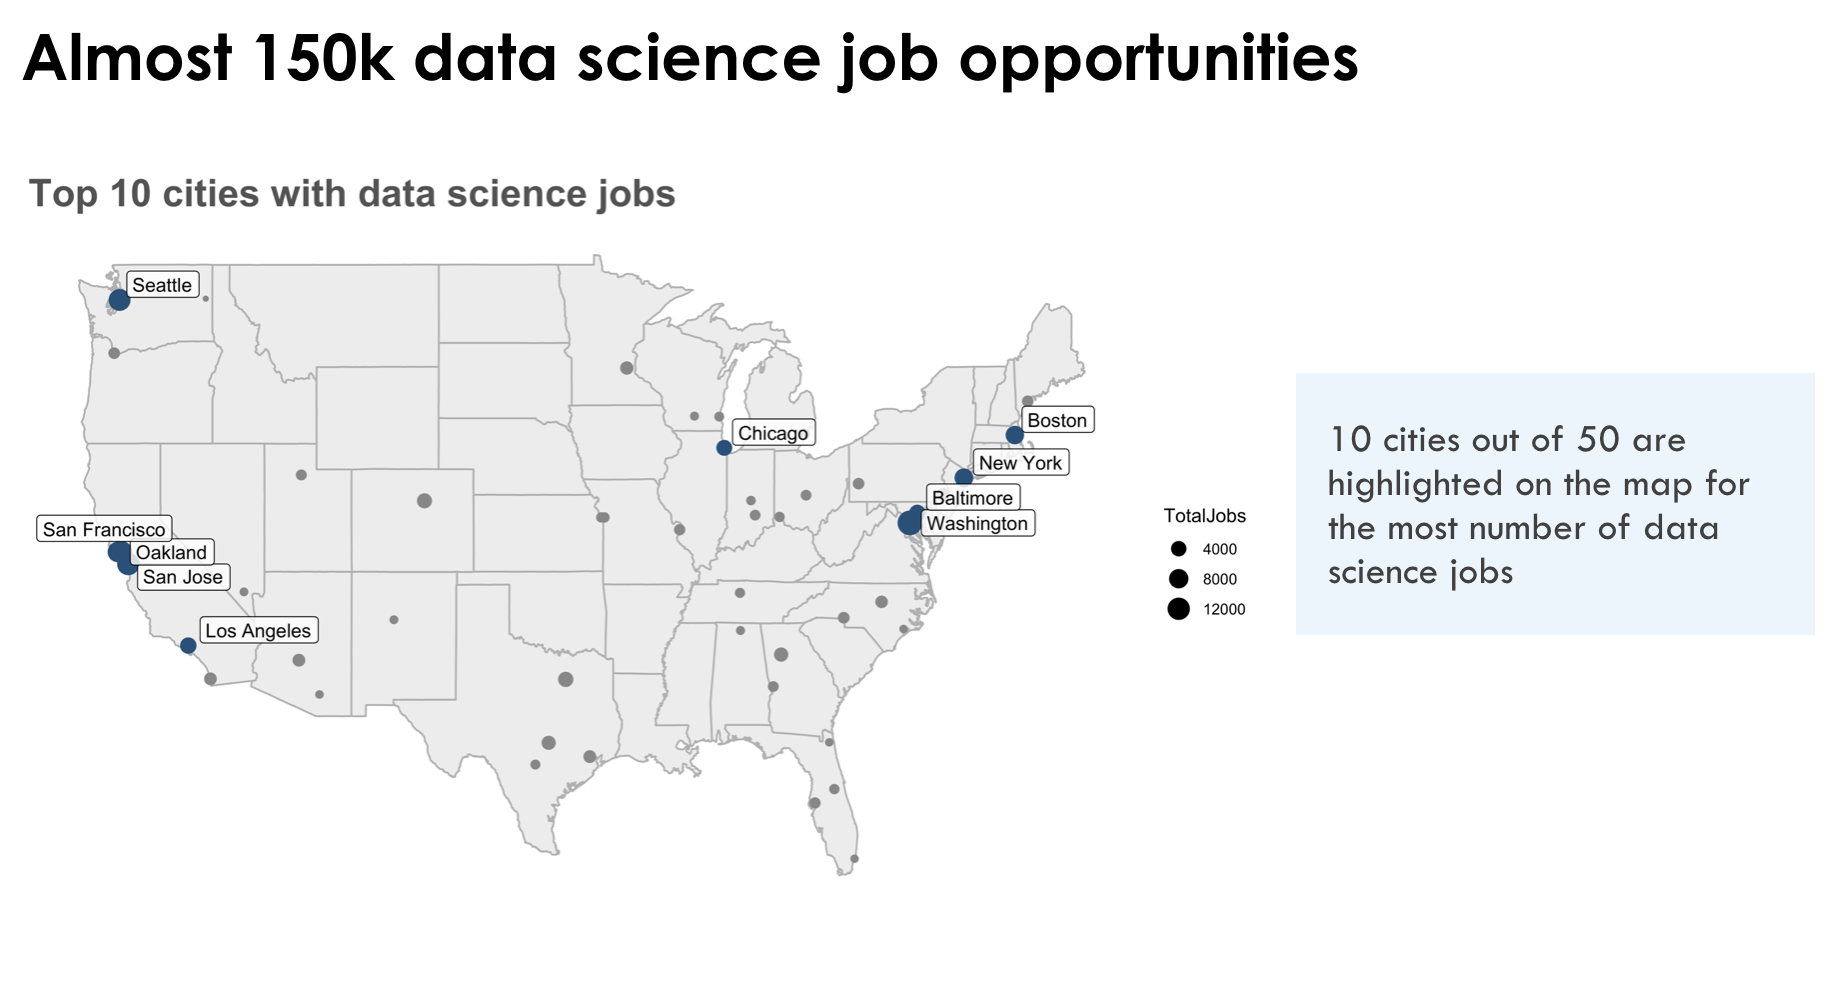 Almost 150k data science job opportunities
Top 10 cities with data science jobs
Seattle
Chicago
Boston
New York
Baltimore
Washington
San Francisco
Oakland
San Jose
Los Angeles
TotalJobs
4000
8000
12000
10 cities out of 50 are
highlighted on the map for
the most number of data
science jobs